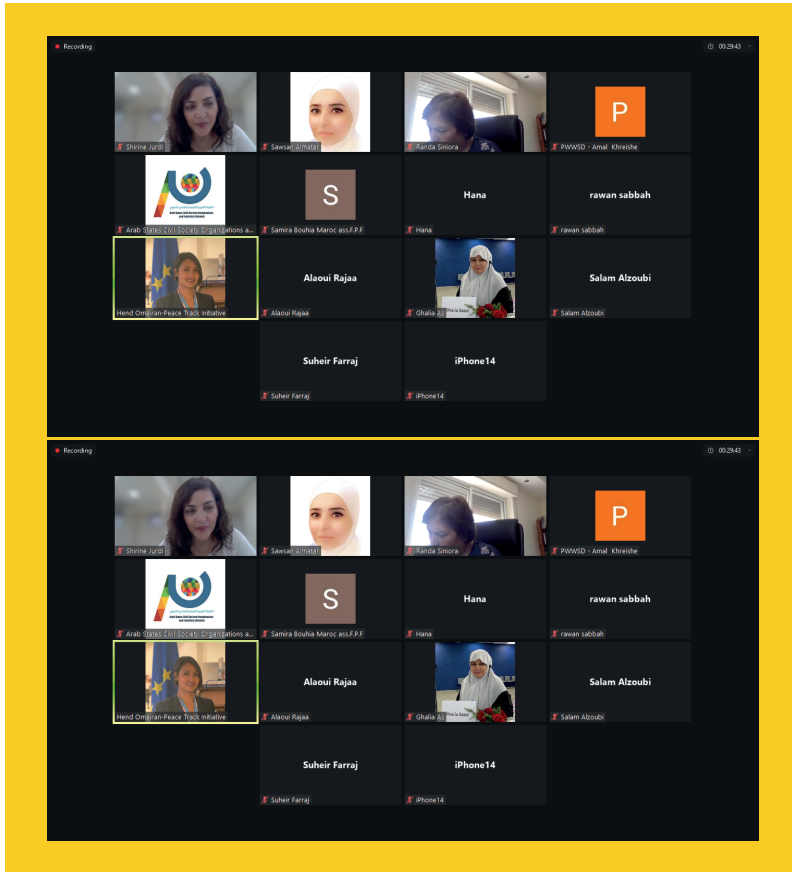 Recording
00:29:43
Shirine Jurdi
Sawsan Almatar
Randa Siniora
P
PWWSD - Amal Khreishe
Arab States Civil Society Organizations a...
S
Samira Bouhia Maroc ass.F.P.F
Hana
Hana
rawan sabbah
rawan sabbah
Hend Omairan-Peace Track Initiative
Alaoui Rajaa
Alaoui Rajaa
Ghalia As
Salam Alzoubi
Salam Alzoubi
Suheir Farraj
Suheir Farraj
iPhone14
iPhone14
Recording
00:29:43
Shirine Jurdi
Sawsan Almatar
Randa Siniora
P
PWWSD - Amal Khreishe
Arab States Civil Society Organizations a...
S
Samira Bouhia Maroc ass.F.P.F
Hana
Hana
rawan sabbah
rawan sabbah
Hend Omairan-Peace Track Initiative
Alaoui Rajaa
Alaoui Rajaa
Ghalia As
Salam Alzoubi
Salam Alzoubi
Suheir Farraj
Suheir Farraj
iPhone14
iPhone14